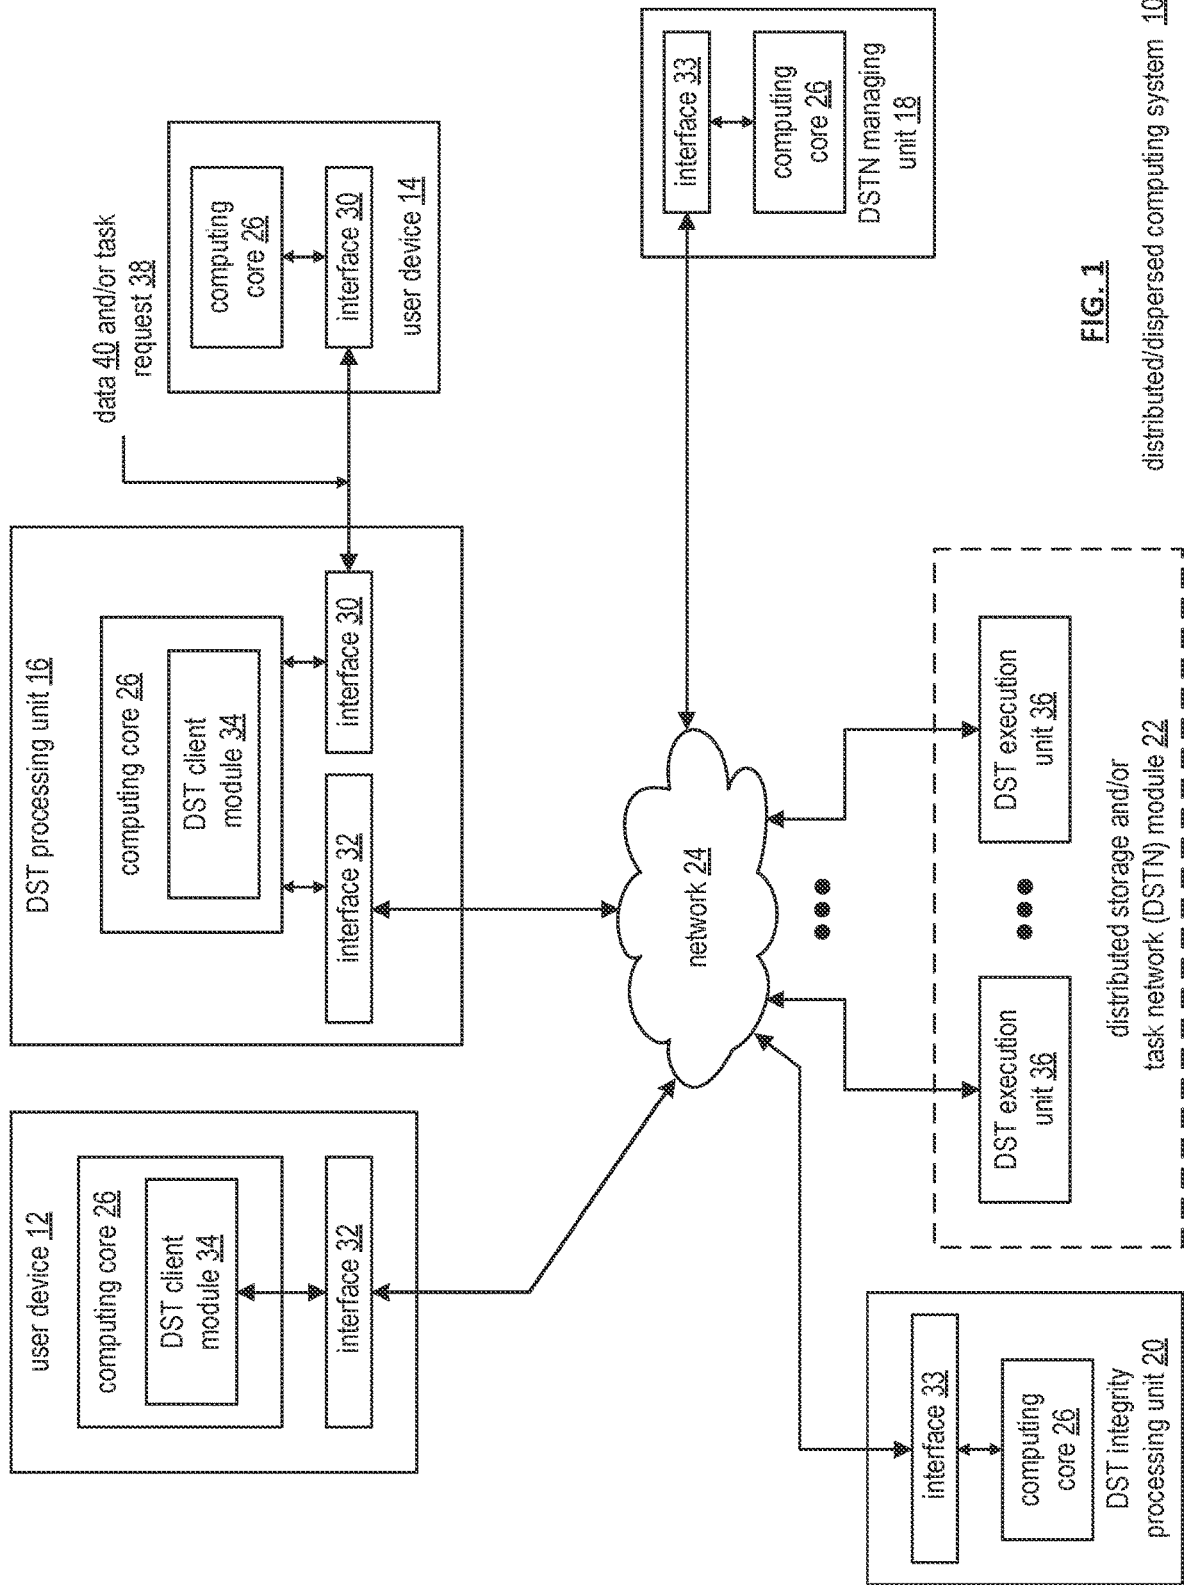 user device 12
computing core 26
DST client
module 34
interface 32
DST processing unit 16
computing core 26
DST client
module 34
interface 32
interface 30
data 40 and/or task
request 38
computing
core 26
interface 30
user device 14
network 24
interface 33
computing
core 26
DSTN managing
unit 18
interface 33
computing
core 26
DST integrity
processing unit 20
DST execution
unit 36
DST execution
unit 36
distributed storage and/or
task network (DSTN) module 22
FIG. 1
distributed/dispersed computing system 10